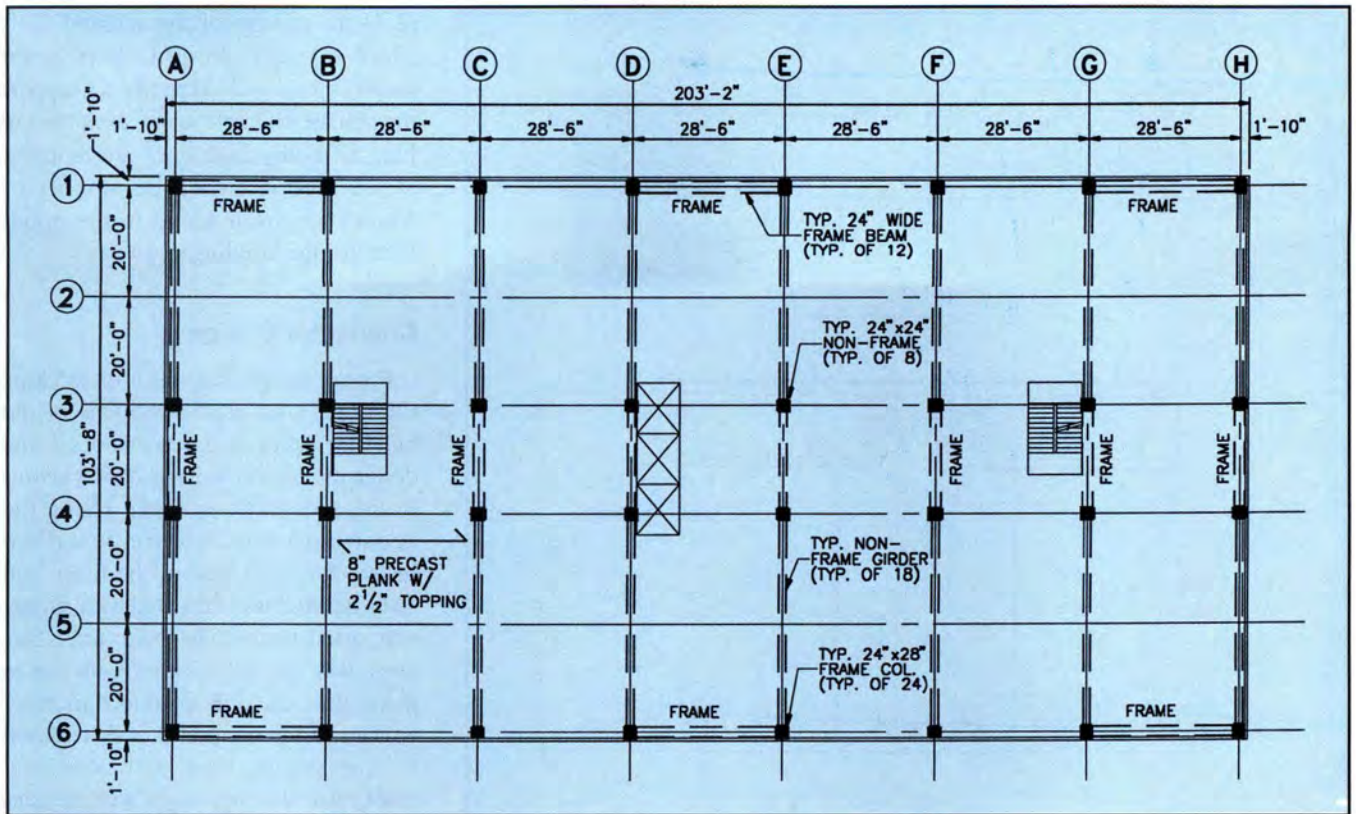 A B C D E F G H
203'-2"
1'-10"
1'-10" 28'-6" 28'-6" 28'-6" 28'-6" 28'-6" 28'-6" 28'-6" 1'-10"
1
FRAME FRAME FRAME
TYP. 24" WIDE
FRAME BEAM
(TYP. OF 12)
20'-0"
2
20'-0"
TYP. 24"x24"
NON-FRAME
(TYP. OF 8)
3
103'-8"
20'-0"
FRAME FRAME FRAME FRAME FRAME FRAME
4
8" PRECAST
PLANK W/
2 1/2" TOPPING
TYP. NON-
FRAME GIRDER
(TYP. OF 18)
20'-0"
5
20'-0"
TYP. 24"x28"
FRAME COL.
(TYP. OF 24)
FRAME FRAME FRAME
6
1'-10"